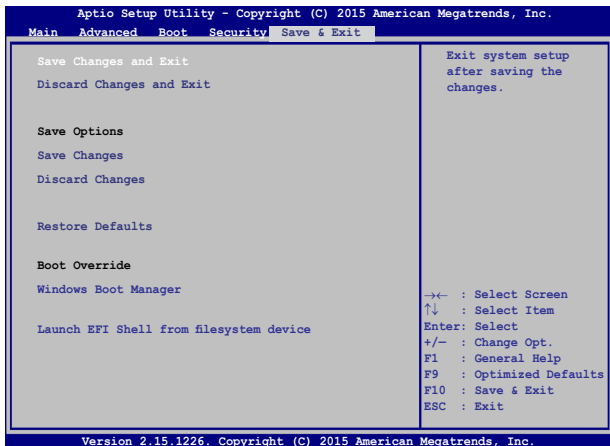 Aptio Setup Utility - Copyright (C) 2015 American Megatrends, Inc.
Main Advanced Boot Security Save & Exit
Save Changes and Exit
Discard Changes and Exit
Save Options
Save Changes
Discard Changes
Restore Defaults
Boot Override
Windows Boot Manager
Launch EFI Shell from filesystem device
Exit system setup
after saving the
changes.
→← : Select Screen
↑↓ : Select Item
Enter: Select
+/— : Change Opt.
F1 : General Help
F9 : Optimized Defaults
F10 : Save & Exit
ESC : Exit
Version 2.15.1226. Copyright (C) 2015 American Megatrends, Inc.